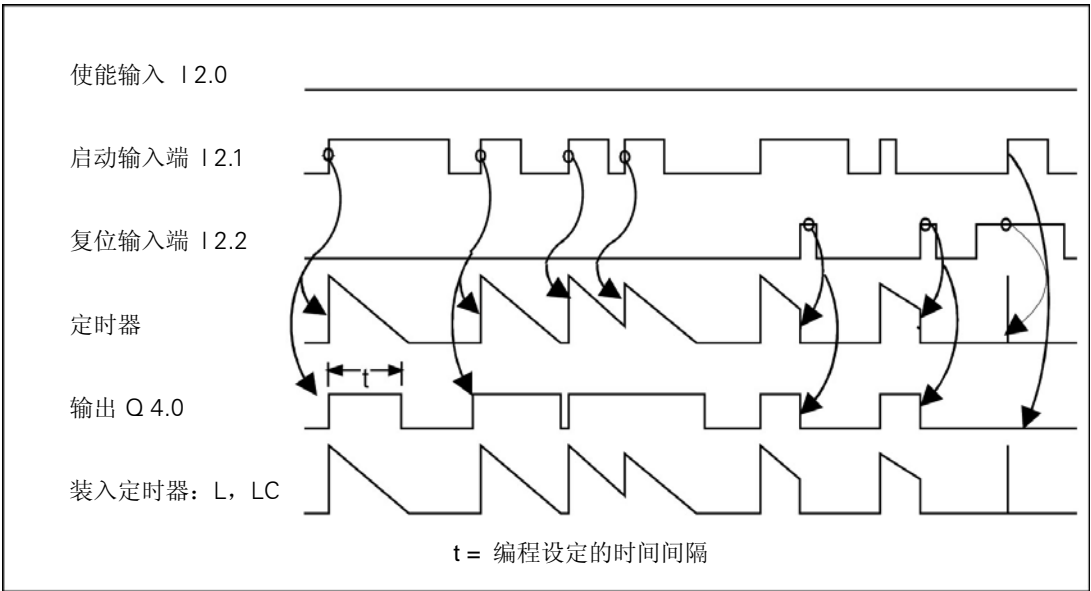 使能输入 I 2.0
启动输入端 I 2.1
复位输入端 I 2.2
定时器
t
输出 Q 4.0
装入定时器：L，LC
t = 编程设定的时间间隔